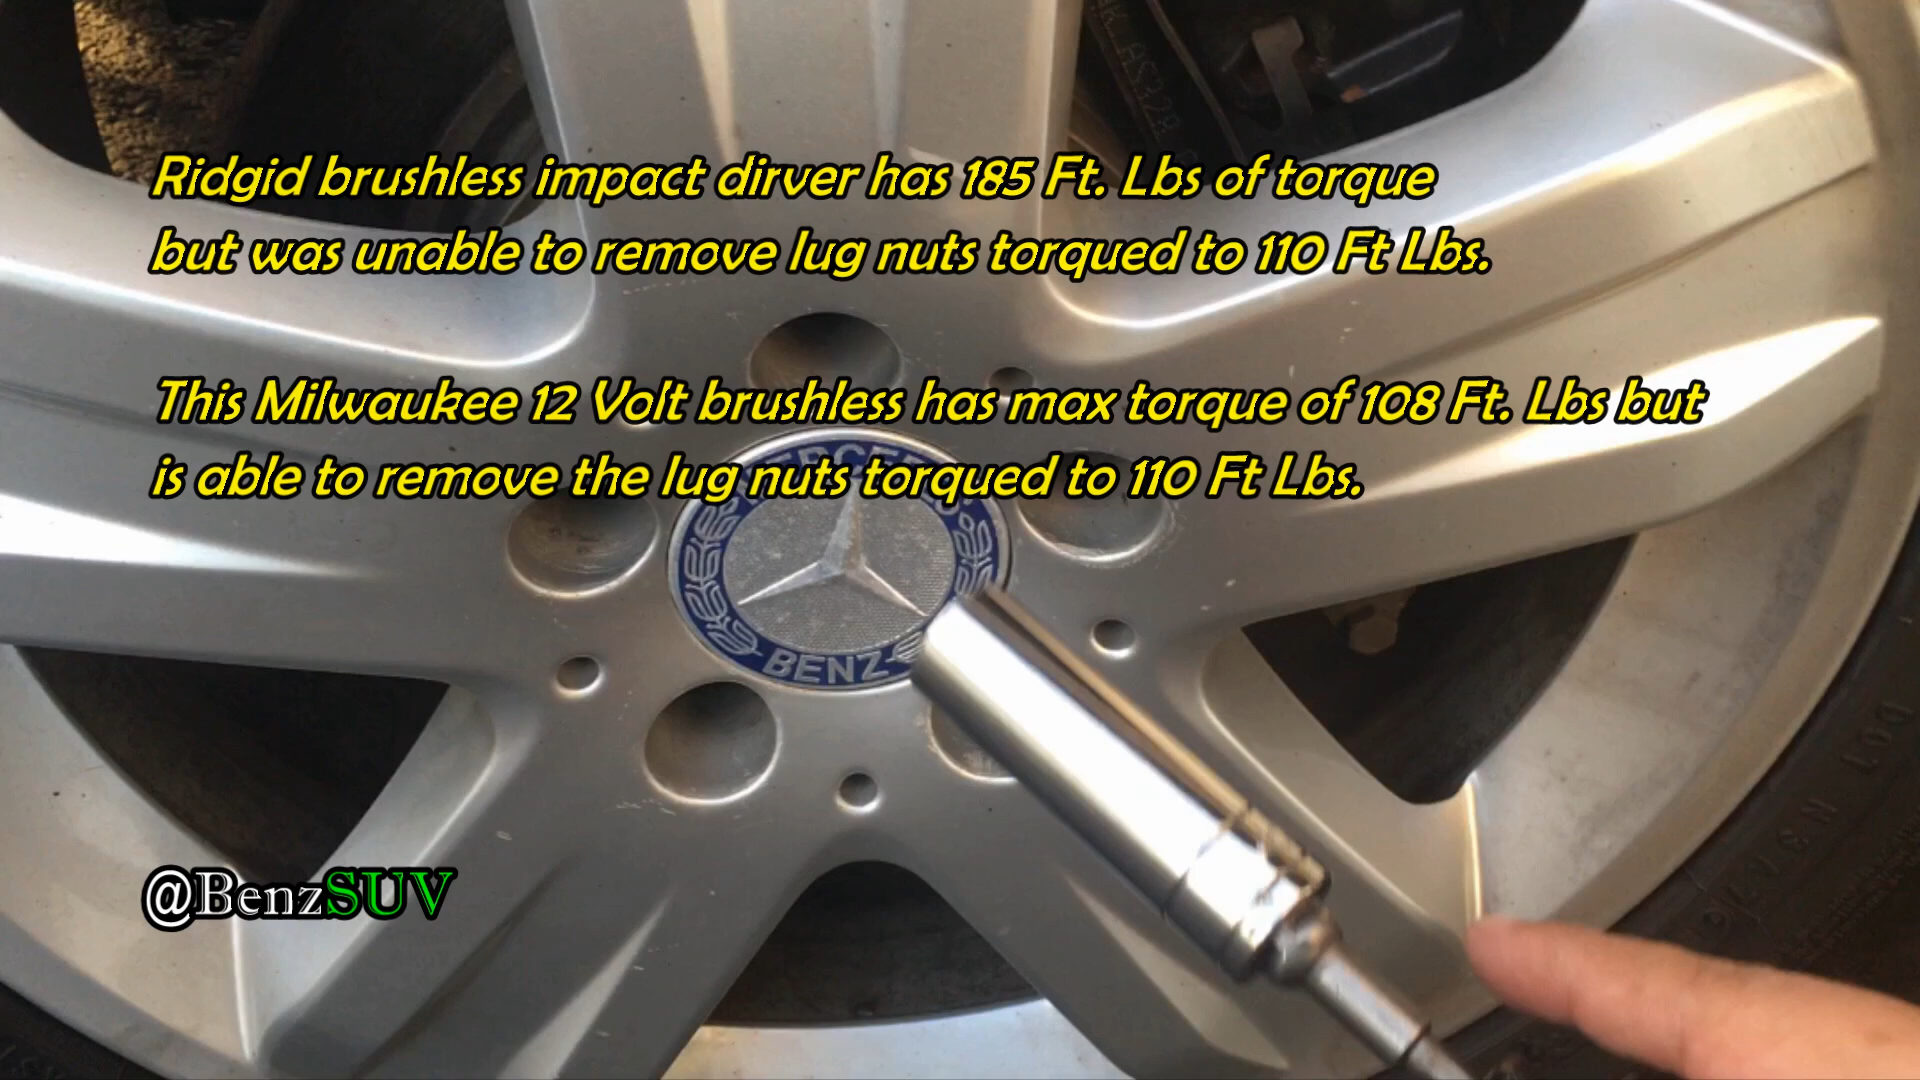 Ridgid brushless impact dirver has 185 Ft. Lbs of torque
but was unable to remove lug nuts torqued to 110 Ft Lbs.
This Milwaukee 12 Volt brushless has max torque of 108 Ft. Lbs but
is able to remove the lug nuts torqued to 110 Ft Lbs.
MERCEDES
BENZ
@BenzSUV